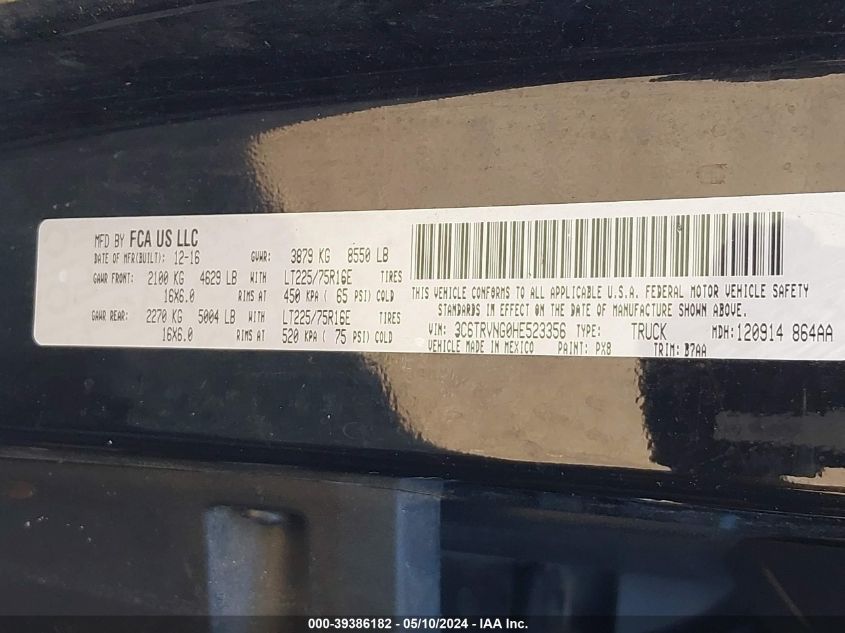 MFD BY FCA US LLC
DATE OF MFR(BUILT): 12-16 GVWR: 3879 KG 8550 LB
GAWR FRONT: 2100 KG 4629 LB WITH LT225/75R16E TIRES
16X6.0 RIMS AT 450 KPA ( 65 PSI) COLD
GAWR REAR: 2270 KG 5004 LB WITH LT225/75R16E TIRES
16X6.0 RIMS AT 520 KPA ( 75 PSI) COLD
THIS VEHICLE CONFORMS TO ALL APPLICABLE U.S.A. FEDERAL MOTOR VEHICLE SAFETY
STANDARDS IN EFFECT ON THE DATE OF MANUFACTURE SHOWN ABOVE.
VIN: 3C6TRVNG0HE523356 TYPE: TRUCK MDH: 120914 864AA
VEHICLE MADE IN MEXICO PAINT: PX8 TRIM: B7AA
000-39386182 - 05/10/2024 - IAA Inc.